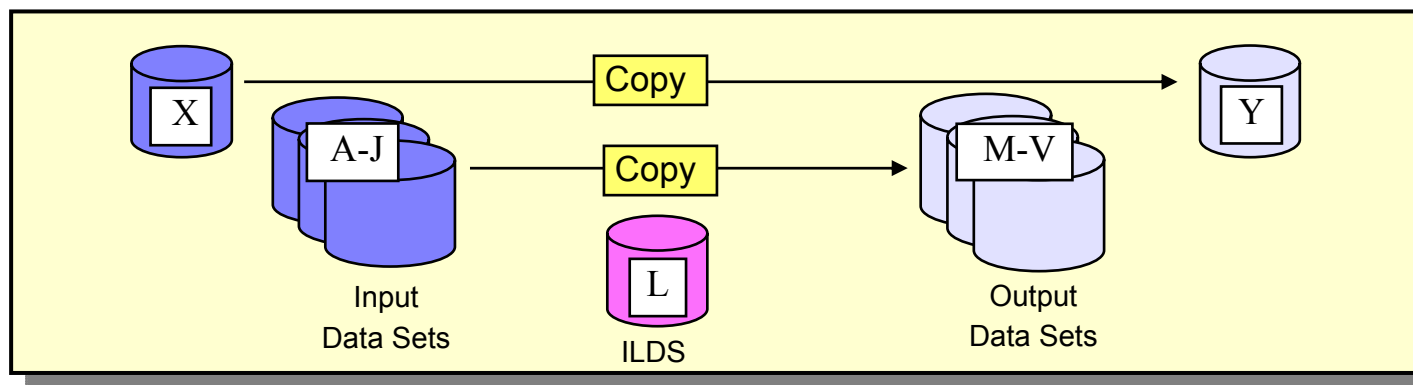 X
Copy
Y
A-J
Copy
M-V
L
Input
Data Sets
ILDS
Output
Data Sets